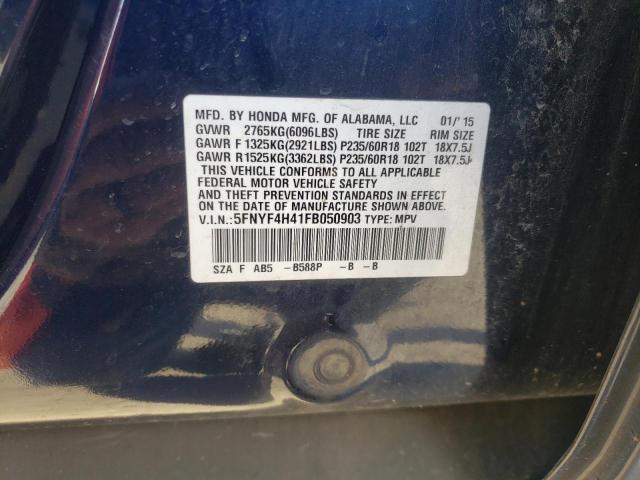 MFD. BY HONDA MFG. OF ALABAMA, LLC 01/'15
GVWR 2765KG(6096LBS) TIRE SIZE RIM SIZE
GAWR F 1325KG(2921LBS) P235/60R18 102T 18X7.5J
GAWR R1525KG(3362LBS) P235/60R18 102T 18X7.5J
THIS VEHICLE CONFORMS TO ALL APPLICABLE
FEDERAL MOTOR VEHICLE SAFETY
AND THEFT PREVENTION STANDARDS IN EFFECT
ON THE DATE OF MANUFACTURE SHOWN ABOVE.
V.I.N.:5FNYF4H41FB050903 TYPE: MPV
SZA F AB5 -B588P -B -B